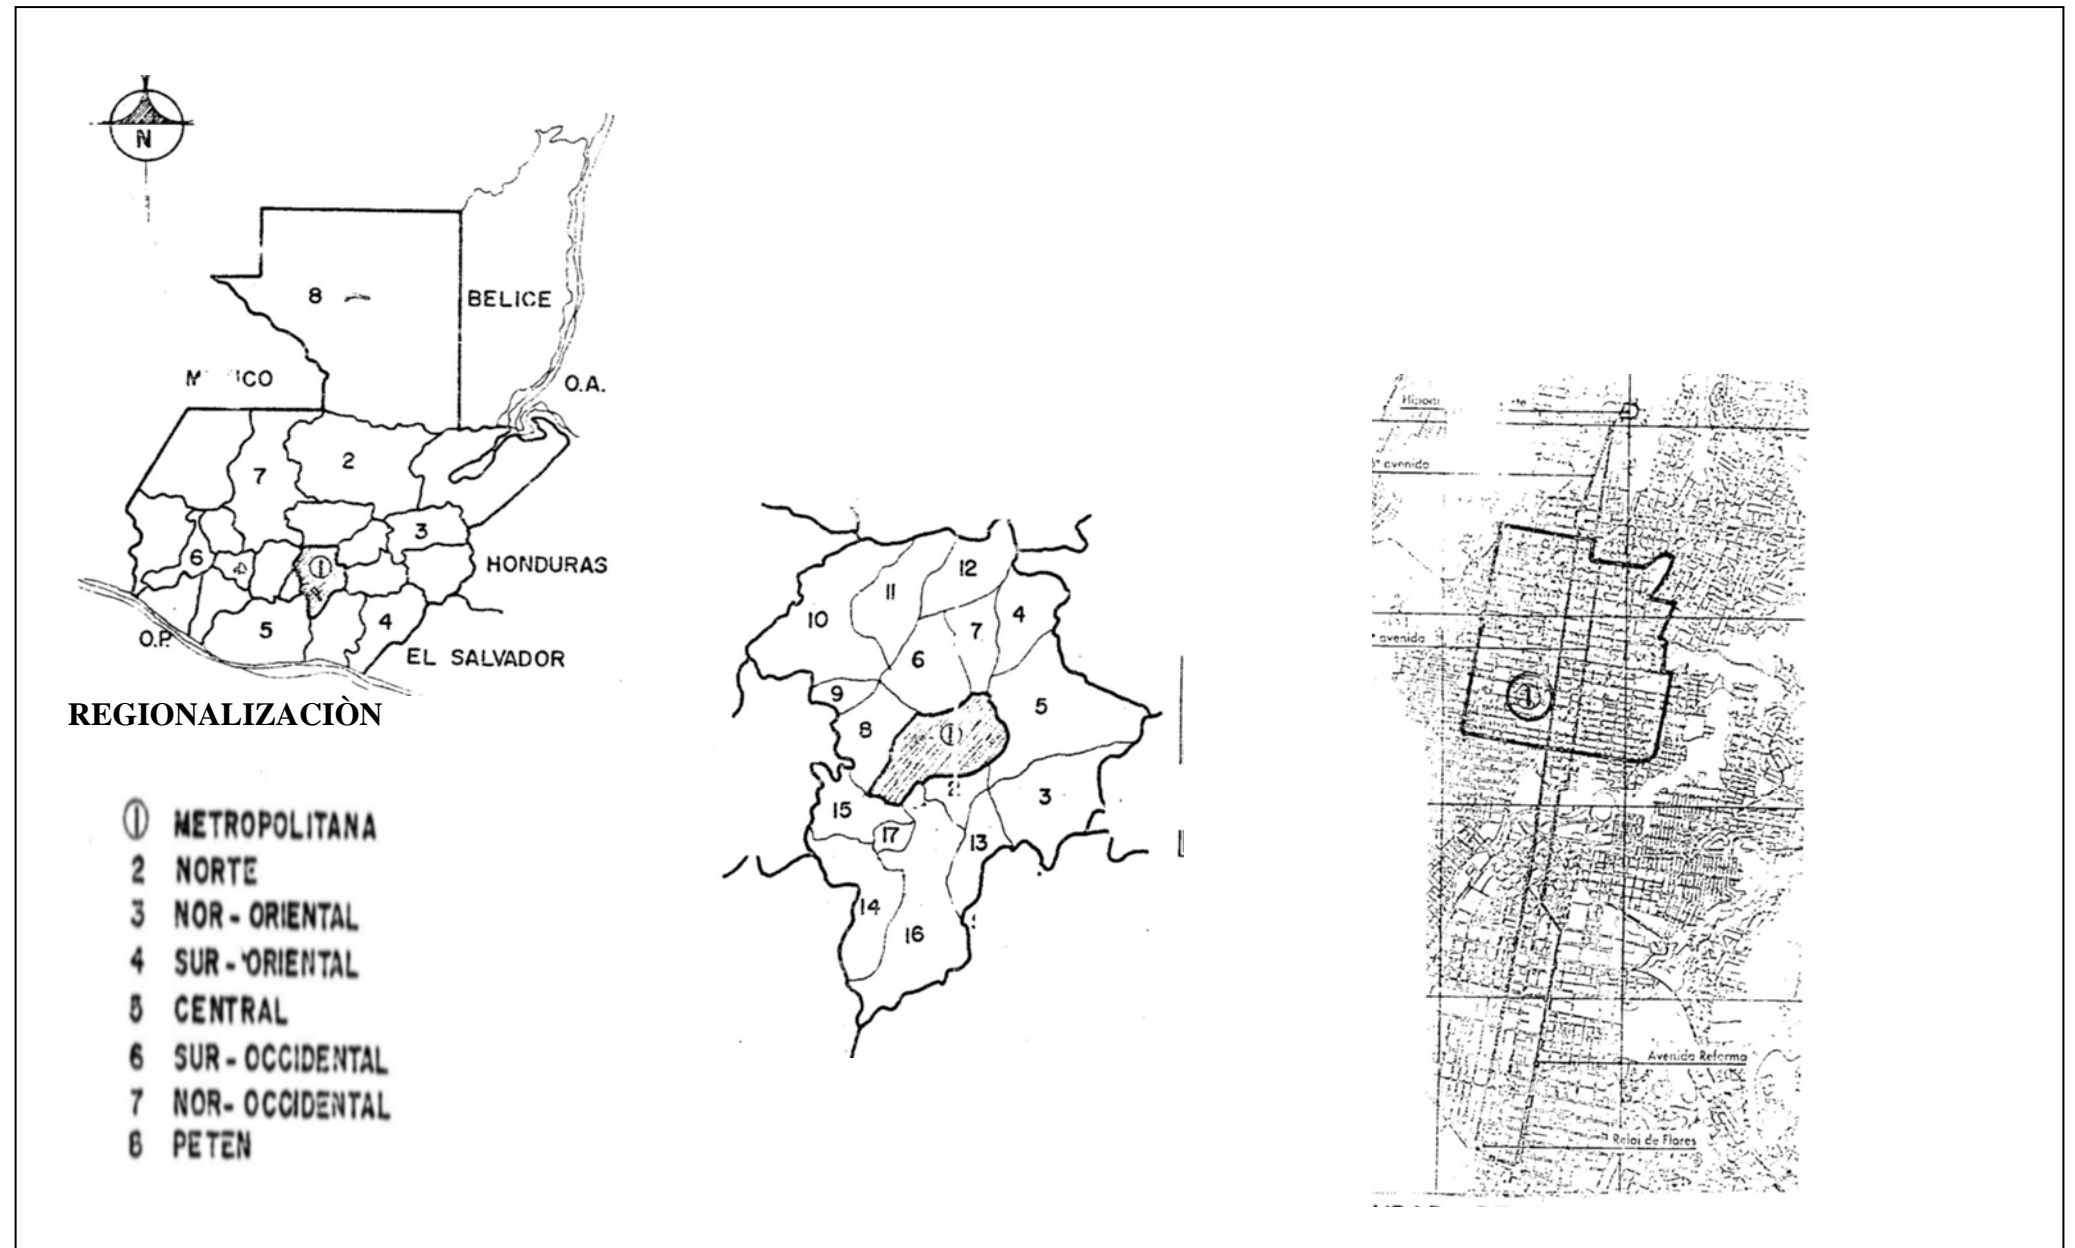 N
8
BELICE
O.A.
7
2
3
6
1
HONDURAS
5
4
O.P.
EL SALVADOR
REGIONALIZACIÒN
1 METROPOLITANA
2 NORTE
3 NOR-ORIENTAL
4 SUR-ORIENTAL
5 CENTRAL
6 SUR-OCCIDENTAL
7 NOR-OCCIDENTAL
8 PETEN
12
11
10
4
7
6
9
5
8
1
2
3
15
17
13
14
16
avenida
avenida
1
Avenida Reforma
Reloj de Flores